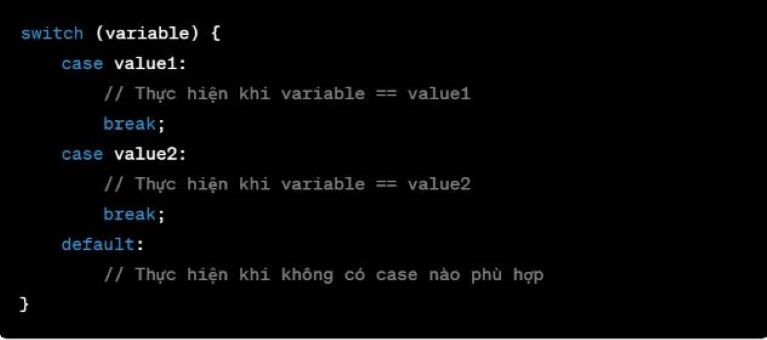 switch (variable) {
    case value1:
        // Thực hiện khi variable == value1
        break;
    case value2:
        // Thực hiện khi variable == value2
        break;
    default:
        // Thực hiện khi không có case nào phù hợp
}